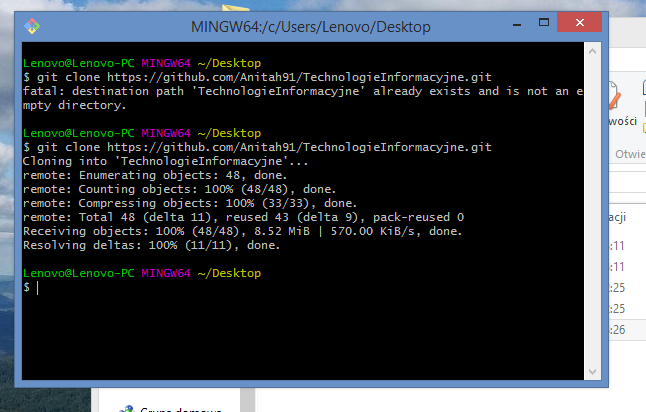 MINGW64:/c/Users/Lenovo/Desktop
Lenovo@Lenovo-PC MINGW64 ~/Desktop
$ git clone https://github.com/Anitah91/TechnologieInformacyjne.git
fatal: destination path 'TechnologieInformacyjne' already exists and is not an e
mpty directory.
Lenovo@Lenovo-PC MINGW64 ~/Desktop
$ git clone https://github.com/Anitah91/TechnologieInformacyjne.git
Cloning into 'TechnologieInformacyjne'...
remote: Enumerating objects: 48, done.
remote: Counting objects: 100% (48/48), done.
remote: Compressing objects: 100% (33/33), done.
remote: Total 48 (delta 11), reused 43 (delta 9), pack-reused 0
Receiving objects: 100% (48/48), 8.52 MiB | 570.00 KiB/s, done.
Resolving deltas: 100% (11/11), done.
Lenovo@Lenovo-PC MINGW64 ~/Desktop
$
wości
Otwie
acji
:11
:11
:25
:25
:26
Grupa domowa